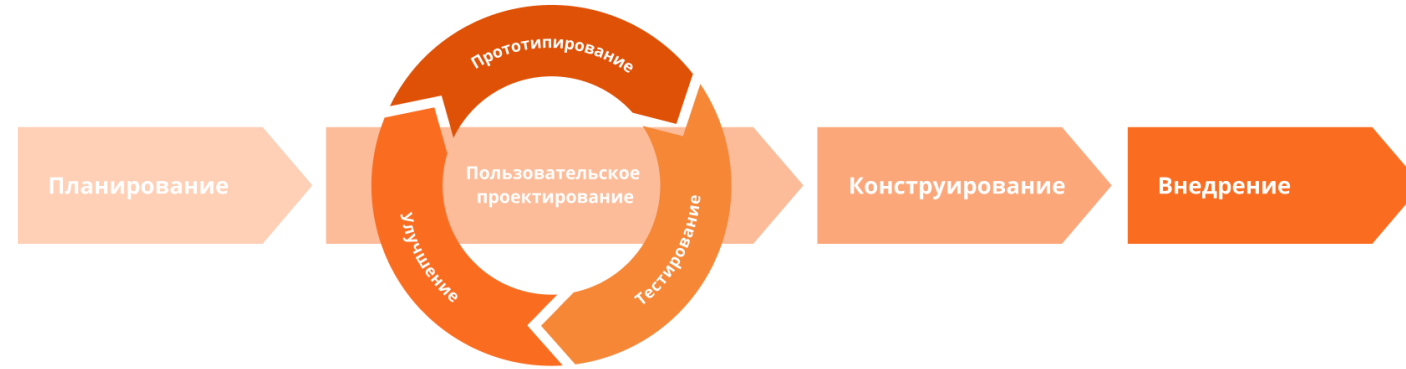 Прототипирование
Планирование
Пользовательское
проектирование
Улучшение
Тестирование
Конструирование
Внедрение